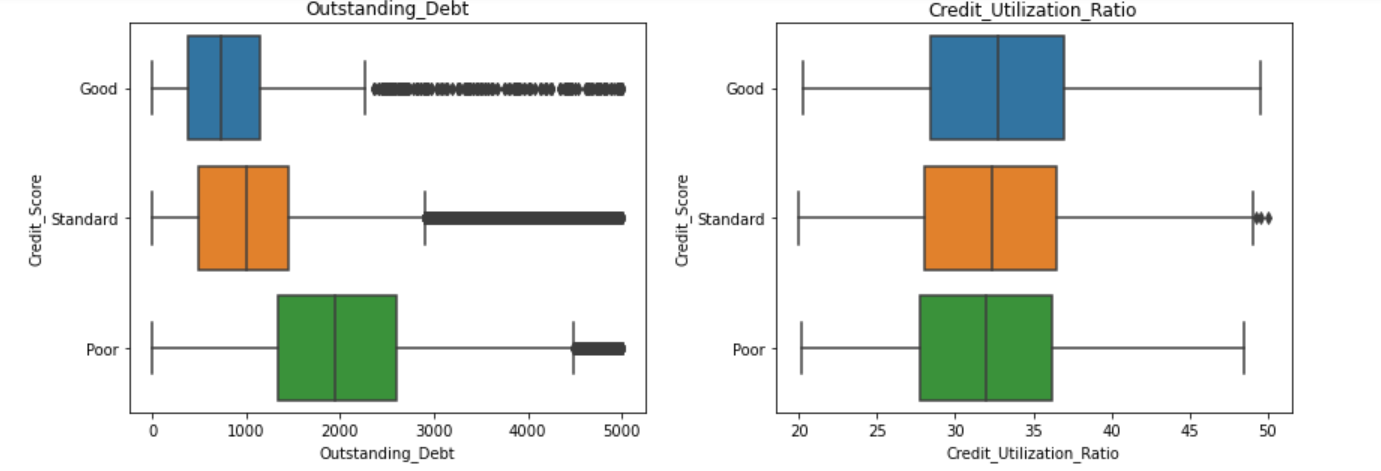 Outstanding_Debt
Good
Standard
Poor
Credit_Score
0 1000 2000 3000 4000 5000
Outstanding_Debt
Credit_Utilization_Ratio
Good
Standard
Poor
Credit_Score
20 25 30 35 40 45 50
Credit_Utilization_Ratio